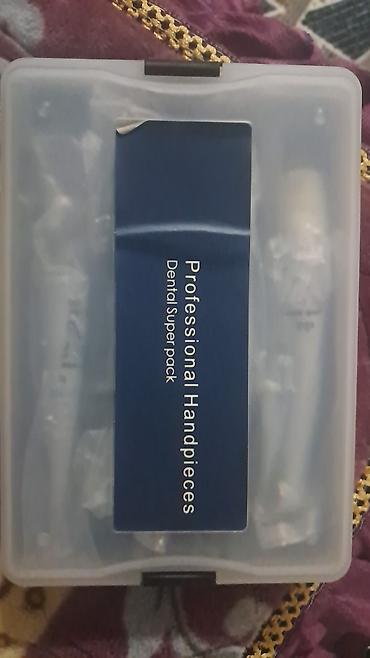 Professional Handpieces
Dental Super pack